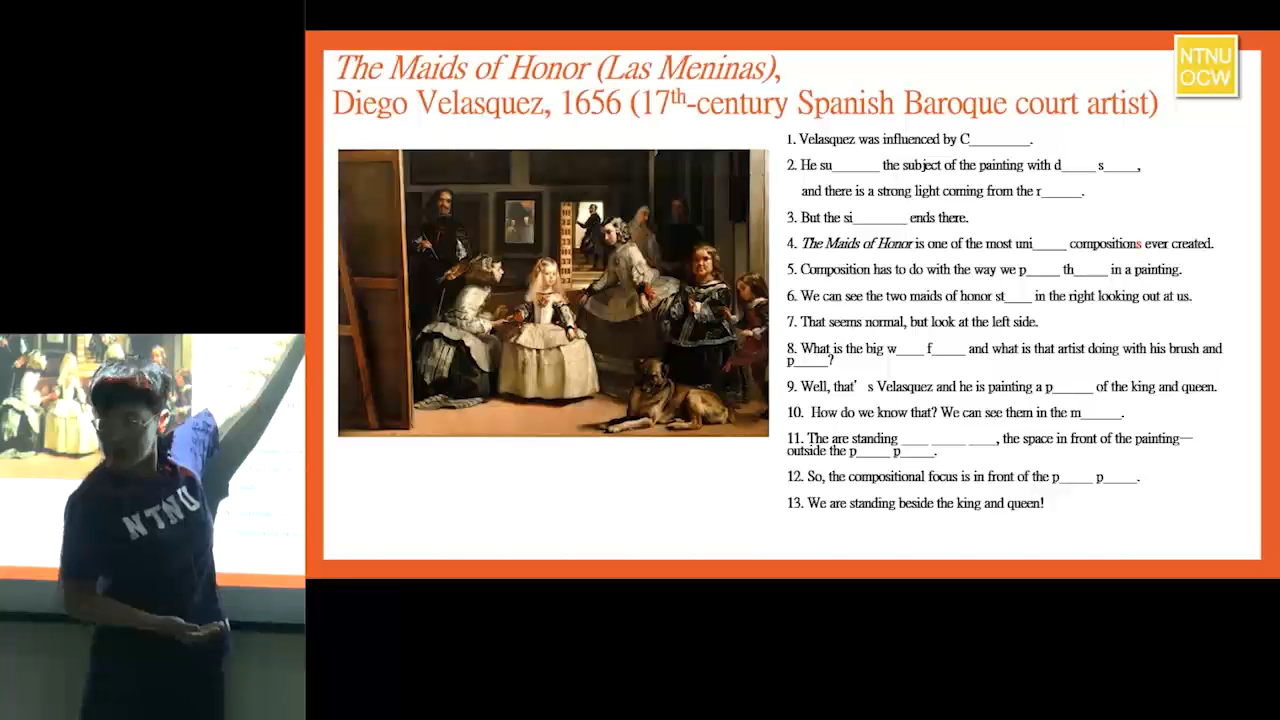 The Maids of Honor (Las Meninas),
Diego Velasquez, 1656 (17th-century Spanish Baroque court artist)
NTNU
OCW
1. Velasquez was influenced by C_________.
2. He su_______ the subject of the painting with d_____ s_____,
and there is a strong light coming from the r______.
3. But the si________ ends there.
4. The Maids of Honor is one of the most uni_____ compositions ever created.
5. Composition has to do with the way we p_____ th_____ in a painting.
6. We can see the two maids of honor st____ in the right looking out at us.
7. That seems normal, but look at the left side.
8. What is the big w____ f_____ and what is that artist doing with his brush and
p_____?
9. Well, that’s Velasquez and he is painting a p______ of the king and queen.
10. How do we know that? We can see them in the m______.
11. The are standing ____ _____ ____, the space in front of the painting—
outside the p_____ p_____.
12. So, the compositional focus is in front of the p_____ p_____.
13. We are standing beside the king and queen!
NTNU